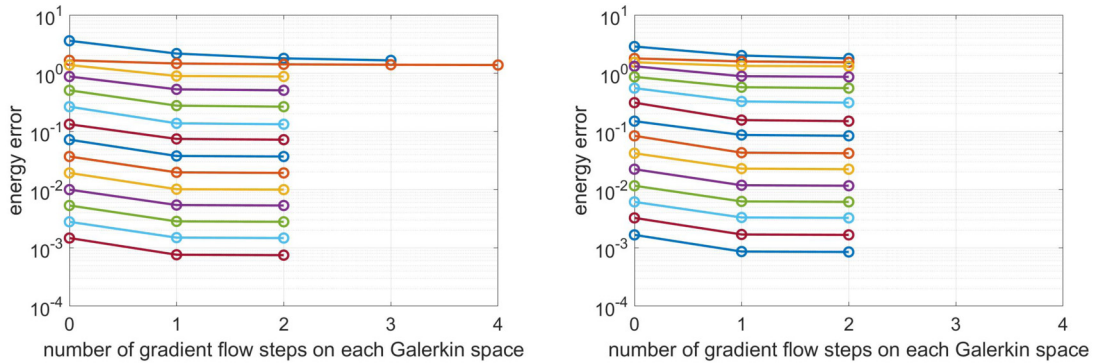 10^1
10^0
10^-1
10^-2
10^-3
10^-4
energy error
0 1 2 3 4
number of gradient flow steps on each Galerkin space
10^1
10^0
10^-1
10^-2
10^-3
10^-4
energy error
0 1 2 3 4
number of gradient flow steps on each Galerkin space